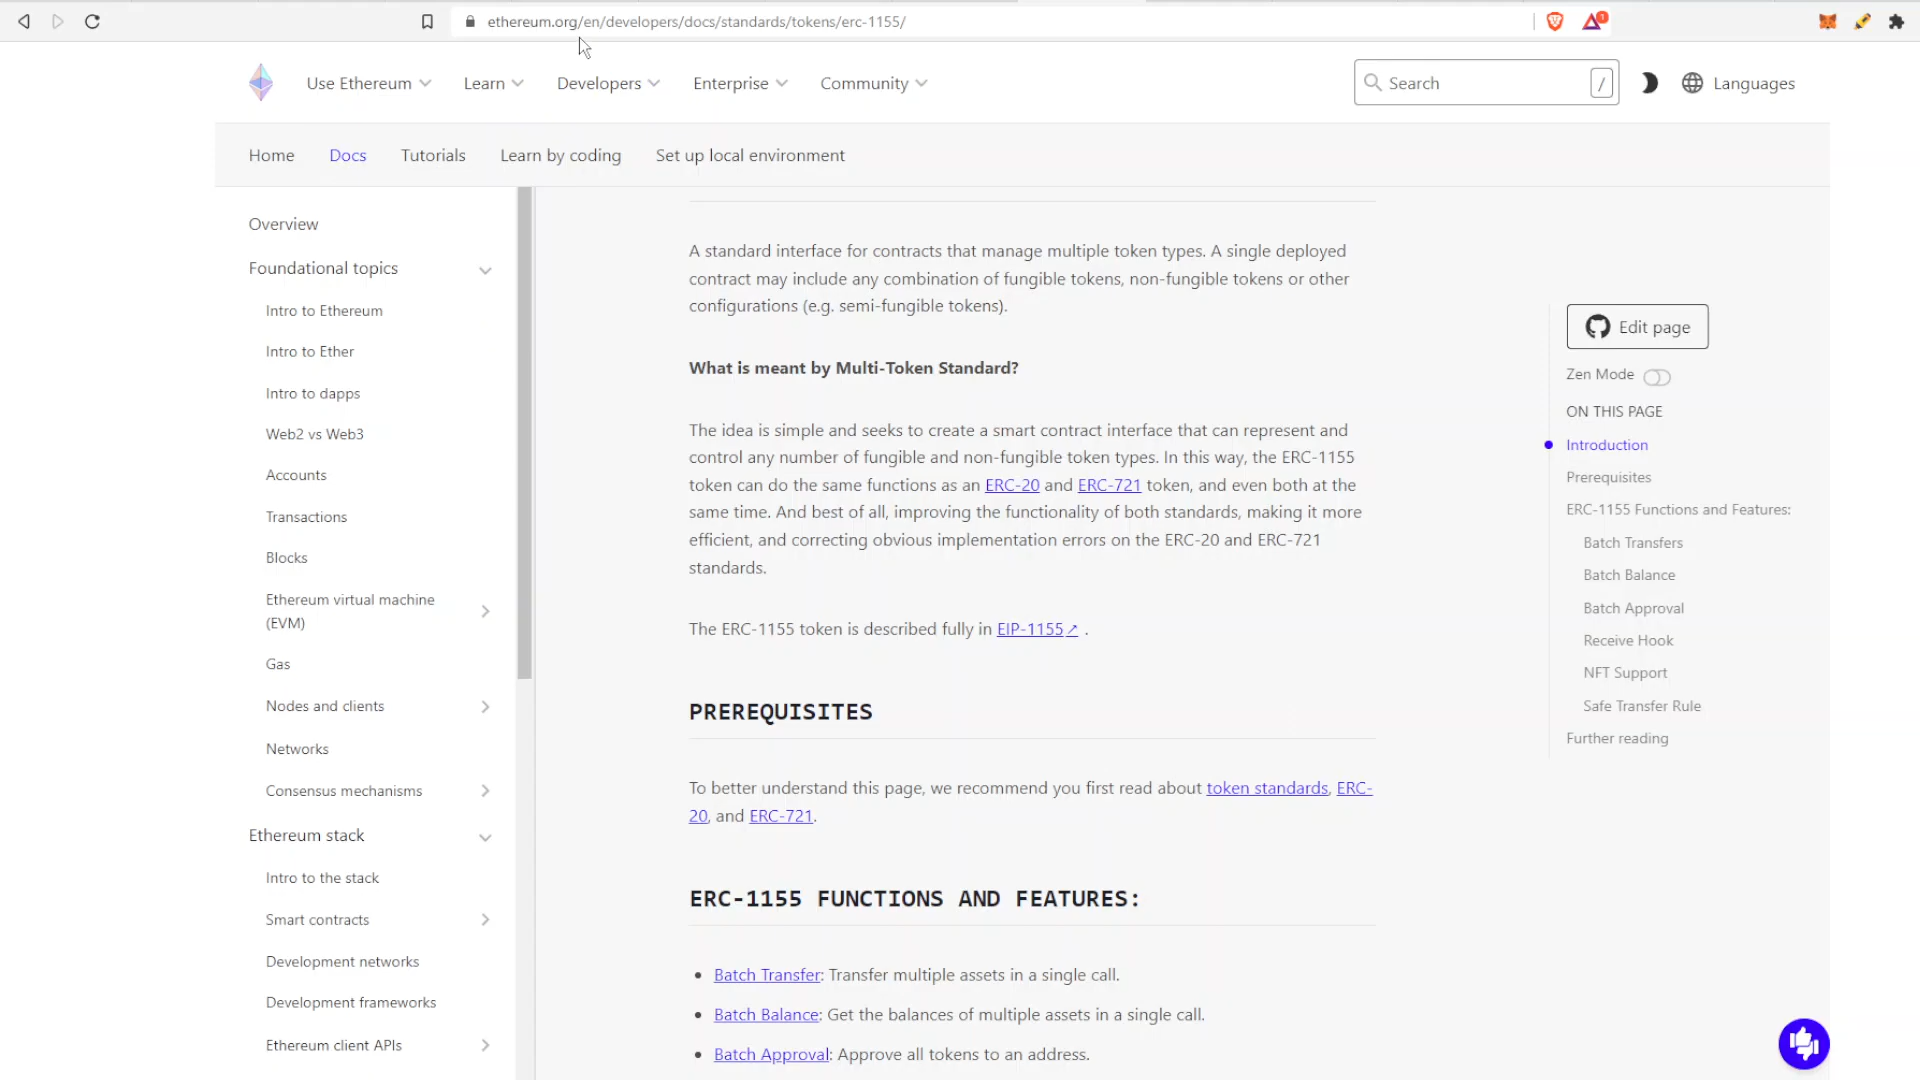 ethereum.org/en/developers/docs/standards/tokens/erc-1155/
1
Use Ethereum
Learn
Developers
Enterprise
Community
Search
/
Languages
Home
Docs
Tutorials
Learn by coding
Set up local environment
Overview
Foundational topics
Intro to Ethereum
Intro to Ether
Intro to dapps
Web2 vs Web3
Accounts
Transactions
Blocks
Ethereum virtual machine
(EVM)
Gas
Nodes and clients
Networks
Consensus mechanisms
Ethereum stack
Intro to the stack
Smart contracts
Development networks
Development frameworks
Ethereum client APIs
A standard interface for contracts that manage multiple token types. A single deployed
contract may include any combination of fungible tokens, non-fungible tokens or other
configurations (e.g. semi-fungible tokens).
What is meant by Multi-Token Standard?
The idea is simple and seeks to create a smart contract interface that can represent and
control any number of fungible and non-fungible token types. In this way, the ERC-1155
token can do the same functions as an ERC-20 and ERC-721 token, and even both at the
same time. And best of all, improving the functionality of both standards, making it more
efficient, and correcting obvious implementation errors on the ERC-20 and ERC-721
standards.
The ERC-1155 token is described fully in EIP-1155↗ .
PREREQUISITES
To better understand this page, we recommend you first read about token standards, ERC-
20, and ERC-721.
ERC-1155 FUNCTIONS AND FEATURES:
• Batch Transfer: Transfer multiple assets in a single call.
• Batch Balance: Get the balances of multiple assets in a single call.
• Batch Approval: Approve all tokens to an address.
Edit page
Zen Mode
ON THIS PAGE
Introduction
Prerequisites
ERC-1155 Functions and Features:
Batch Transfers
Batch Balance
Batch Approval
Receive Hook
NFT Support
Safe Transfer Rule
Further reading